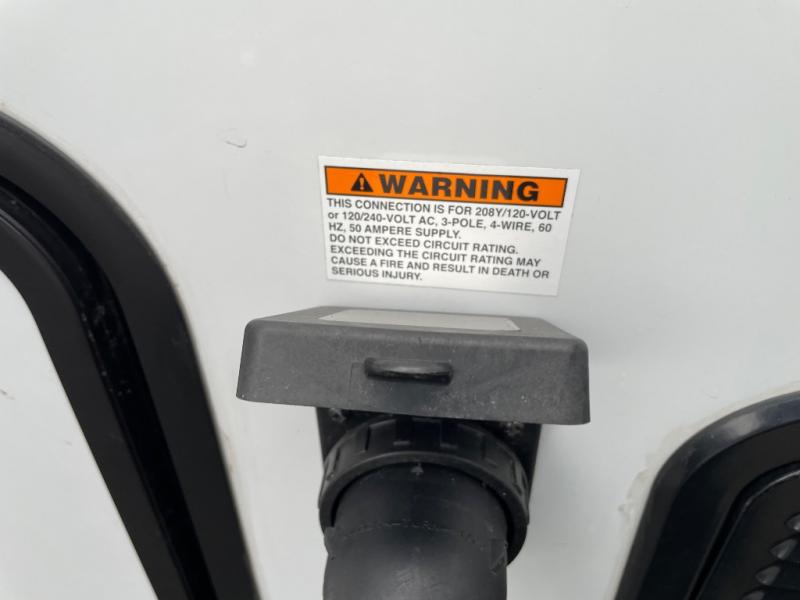 WARNING
THIS CONNECTION IS FOR 208Y/120-VOLT
or 120/240-VOLT AC, 3-POLE, 4-WIRE, 60
HZ, 50 AMPERE SUPPLY.
DO NOT EXCEED CIRCUIT RATING.
EXCEEDING THE CIRCUIT RATING MAY
CAUSE A FIRE AND RESULT IN DEATH OR
SERIOUS INJURY.
TURN